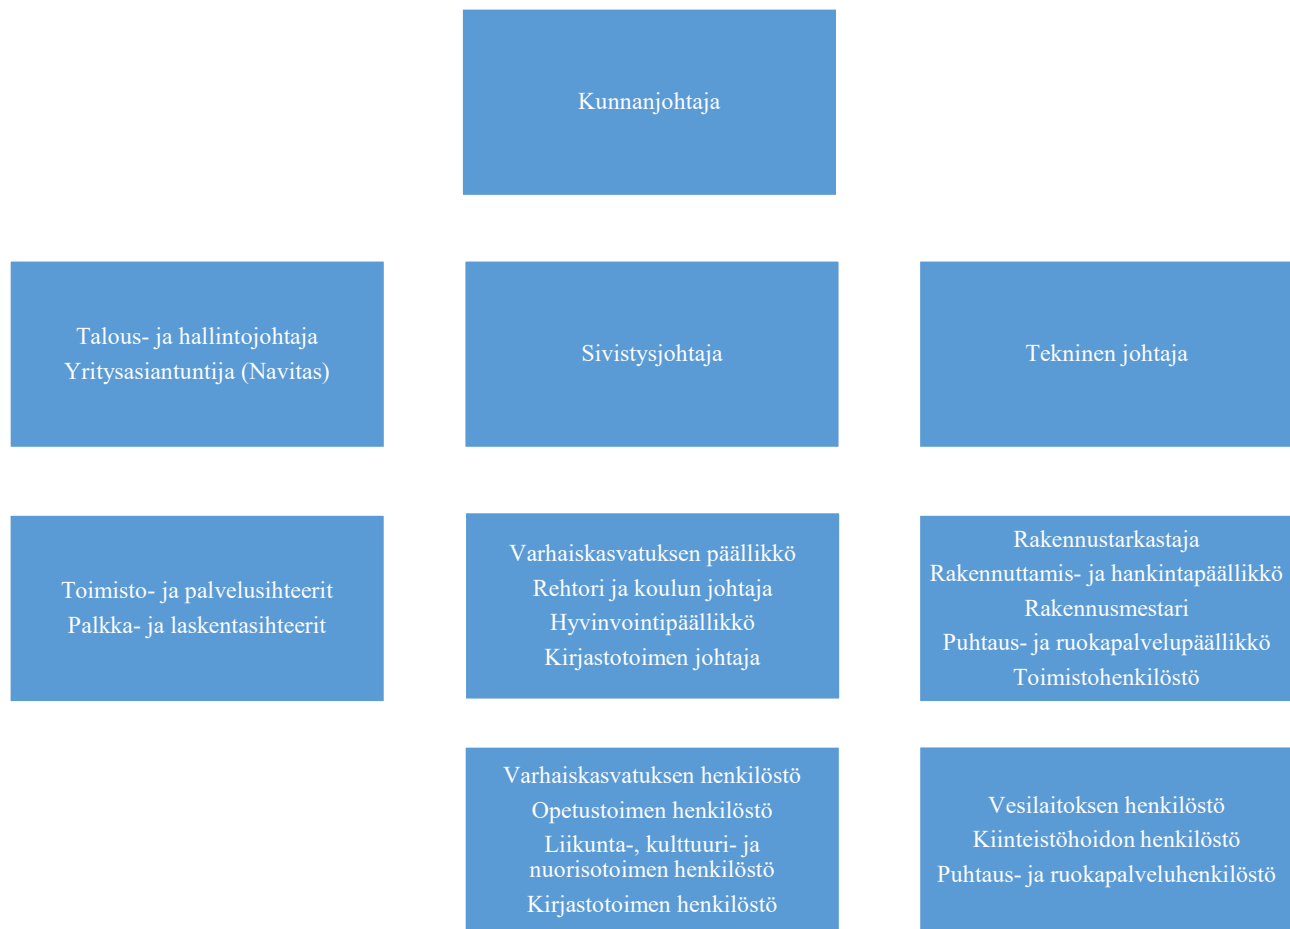 Kunnanjohtaja
Talous- ja hallintojohtaja
Yritysasiantuntija (Navitas)
Sivistysjohtaja
Tekninen johtaja
Toimisto- ja palvelusihteerit
Palkka- ja laskentasihteerit
Varhaiskasvatuksen päällikkö
Rehtori ja koulun johtaja
Hyvinvointipäällikkö
Kirjastotoimen johtaja
Rakennustarkastaja
Rakennuttamis- ja hankintapäällikkö
Rakennusmestari
Puhtaus- ja ruokapalvelupäällikkö
Toimistohenkilöstö
Varhaiskasvatuksen henkilöstö
Opetustoimen henkilöstö
Liikunta-, kulttuuri- ja
nuorisotoimen henkilöstö
Kirjastotoimen henkilöstö
Vesilaitoksen henkilöstö
Kiinteistöhoidon henkilöstö
Puhtaus- ja ruokapalveluhenkilöstö